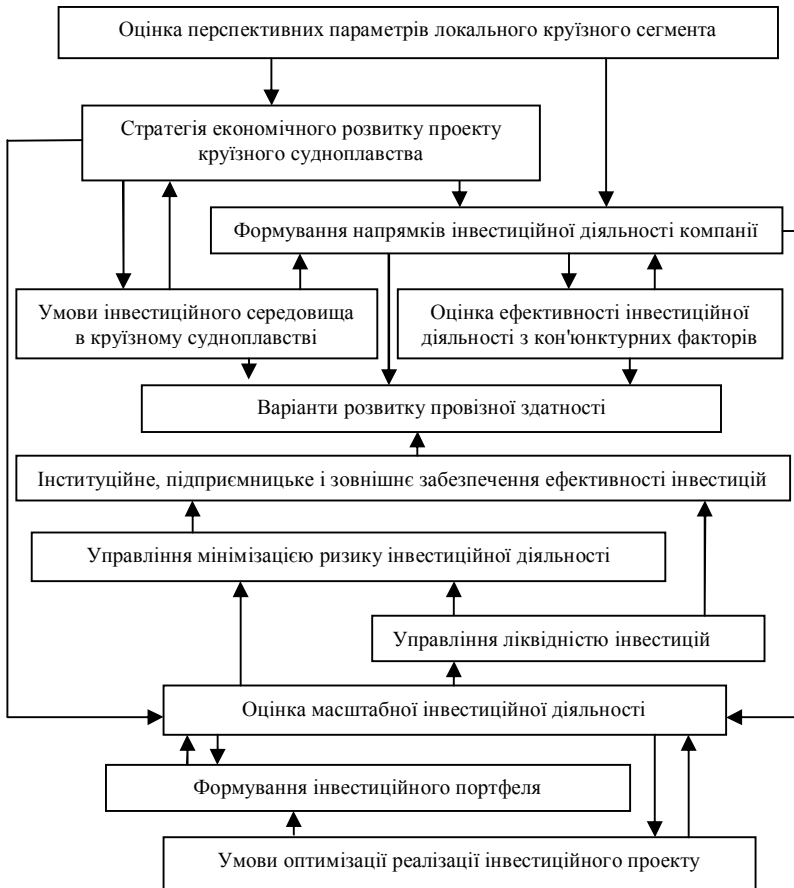 Оцінка перспективних параметрів локального круїзного сегмента
Стратегія економічного розвитку проекту
круїзного судноплавства
Формування напрямків інвестиційної діяльності компанії
Умови інвестиційного середовища
в круїзному судноплавстві
Оцінка ефективності інвестиційної
діяльності з кон'юнктурних факторів
Варіанти розвитку провізної здатності
Інституційне, підприємницьке і зовнішнє забезпечення ефективності інвестицій
Управління мінімізацією ризику інвестиційної діяльності
Управління ліквідністю інвестицій
Оцінка масштабної інвестиційної діяльності
Формування інвестиційного портфеля
Умови оптимізації реалізації інвестиційного проекту